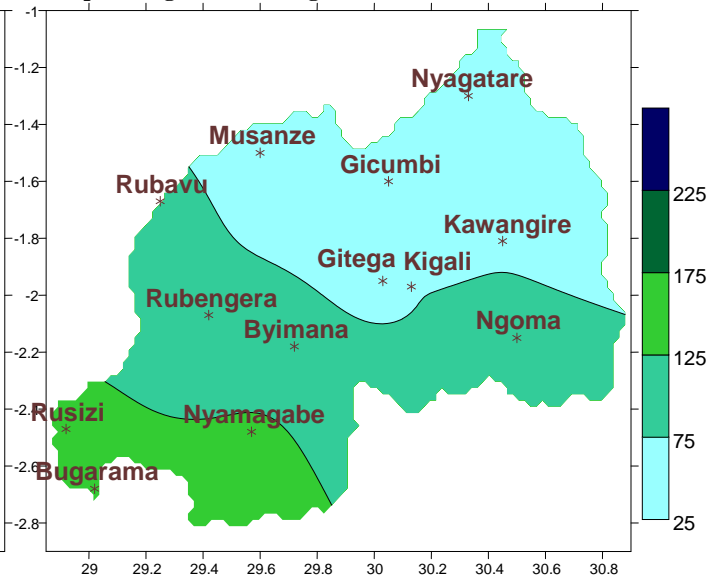 -1
-1.2
-1.4
-1.6
-1.8
-2
-2.2
-2.4
-2.6
-2.8
Nyagatare
Musanze
Gicumbi
Rubavu
Kawangire
Gitega Kigali
Rubengera
Ngoma
Byimana
Rusizi
Nyamagabe
Bugarama
225
175
125
75
25
29 29.2 29.4 29.6 29.8 30 30.2 30.4 30.6 30.8